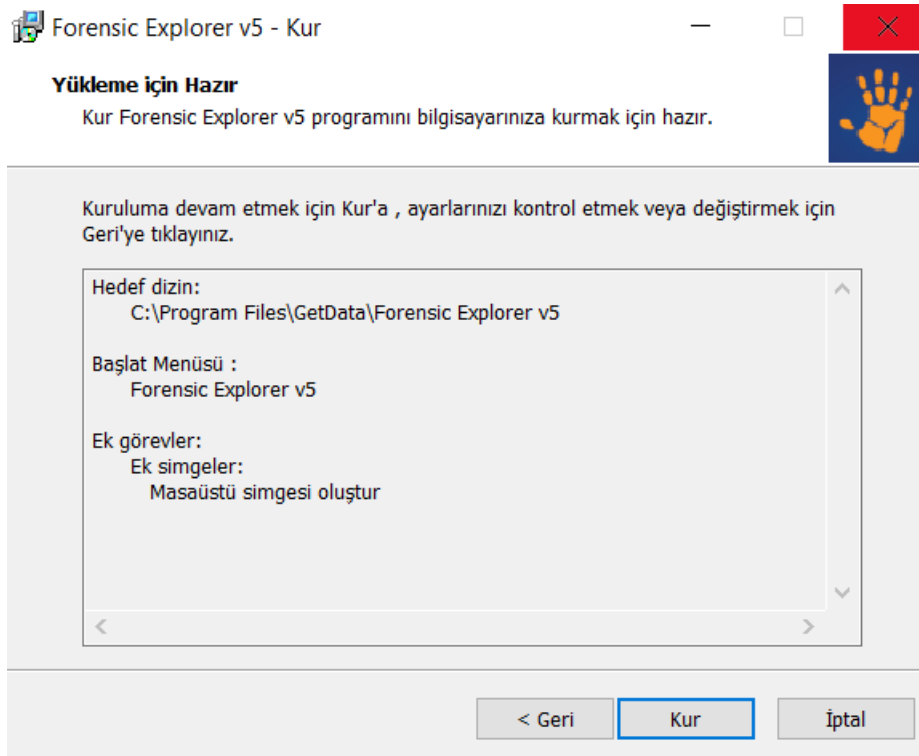 Forensic Explorer v5 - Kur
Yükleme için Hazır
Kur Forensic Explorer v5 programını bilgisayarınıza kurmak için hazır.
Kuruluma devam etmek için Kur'a , ayarlarınızı kontrol etmek veya değiştirmek için
Geri'ye tıklayınız.
Hedef dizin:
C:\Program Files\GetData\Forensic Explorer v5
Başlat Menüsü :
Forensic Explorer v5
Ek görevler:
Ek simgeler:
Masaüstü simgesi oluştur
< Geri
Kur
İptal